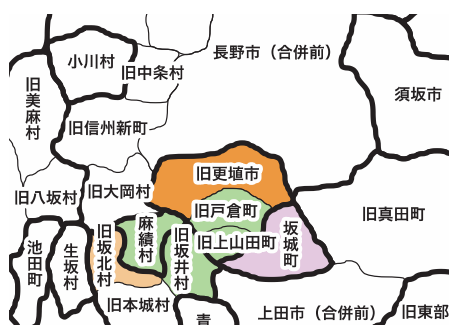 長野市（合併前）
小川村
旧中条村
須坂市
旧美麻村
旧信州新町
旧更埴市
旧八坂村
旧大岡村
旧戸倉町
旧真田町
麻績村
坂城町
旧坂北村
旧坂井村
旧上山田町
池田町
生坂村
旧本城村
上田市（合併前）
旧東部
青